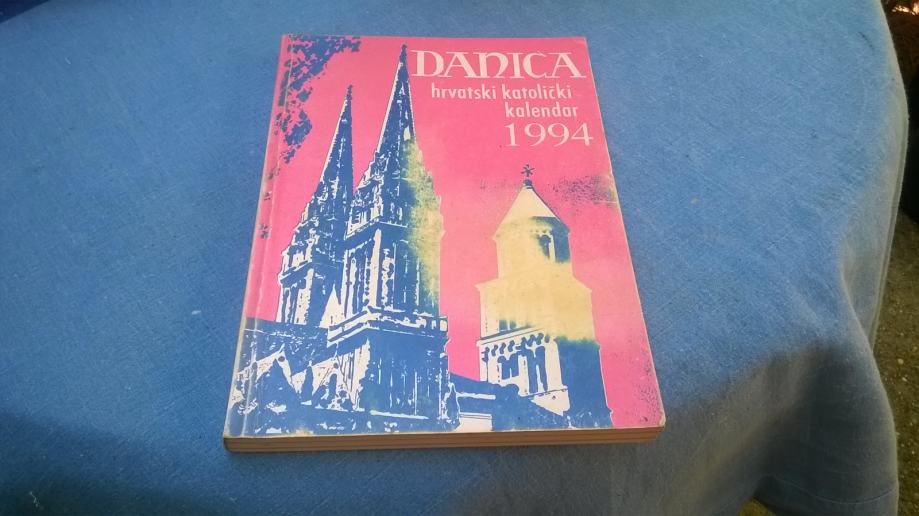 DANICA
hrvatski katolički
kalendar
1994